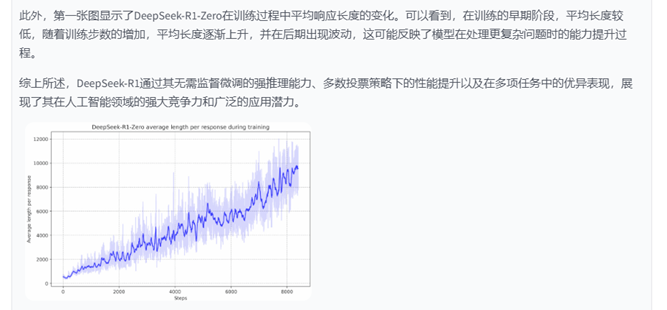 此外，第一张图显示了DeepSeek-R1-Zero在训练过程中平均响应长度的变化。可以看到，在训练的早期阶段，平均长度较
低，随着训练步数的增加，平均长度逐渐上升，并在后期出现波动，这可能反映了模型在处理更复杂问题时的能力提升过
程。
综上所述，DeepSeek-R1通过其无需监督微调的强推理能力、多数投票策略下的性能提升以及在多项任务中的优异表现，展
现了其在人工智能领域的强大竞争力和广泛的应用潜力。
DeepSeek-R1-Zero average length per response during training
Average length per response
12000
10000
8000
6000
4000
2000
0
0 2000 4000 6000 8000
Steps